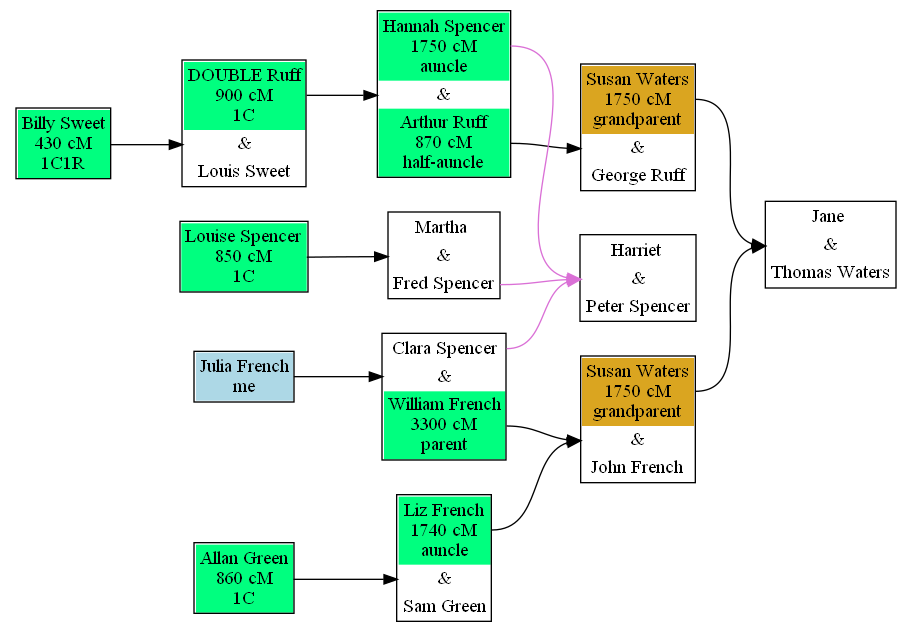 Billy Sweet
430 cM
1C1R
DOUBLE Ruff
900 cM
1C
&
Louis Sweet
Hannah Spencer
1750 cM
auncle
&
Arthur Ruff
870 cM
half-auncle
Susan Waters
1750 cM
grandparent
&
George Ruff
Jane
&
Thomas Waters
Louise Spencer
850 cM
1C
Martha
&
Fred Spencer
Harriet
&
Peter Spencer
Julia French
me
Clara Spencer
&
William French
3300 cM
parent
Susan Waters
1750 cM
grandparent
&
John French
Allan Green
860 cM
1C
Liz French
1740 cM
auncle
&
Sam Green